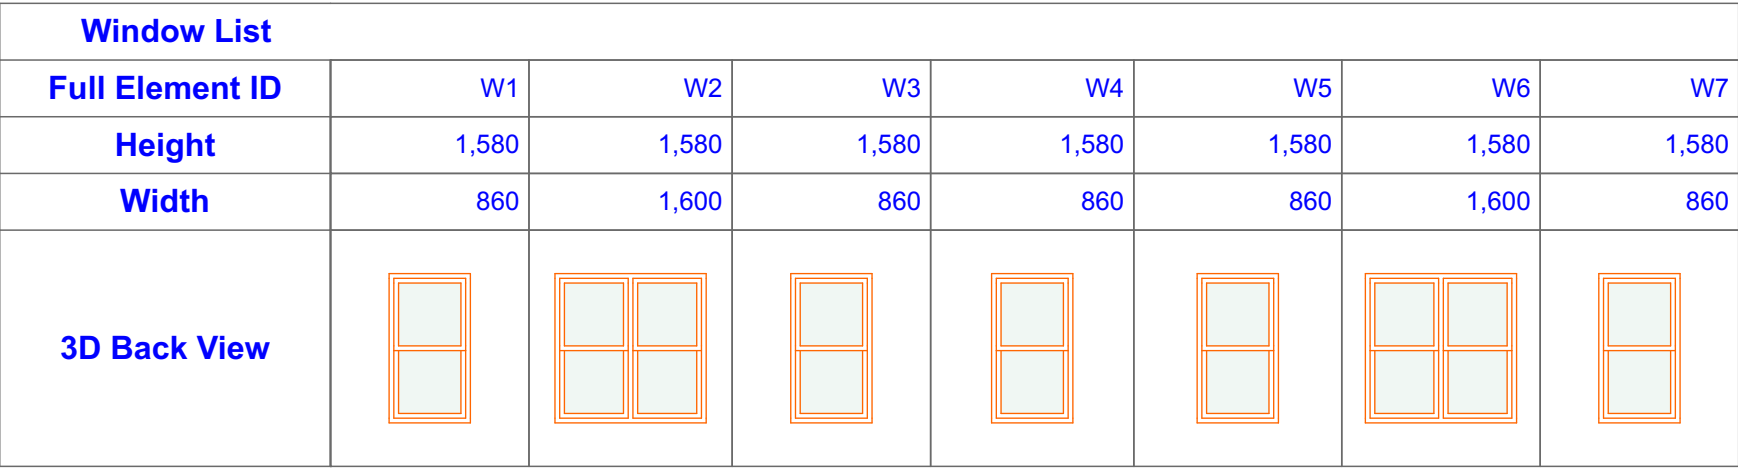 Window List
Full Element ID W1 W2 W3 W4 W5 W6 W7
Height 1,580 1,580 1,580 1,580 1,580 1,580 1,580
Width 860 1,600 860 860 860 1,600 860
3D Back View